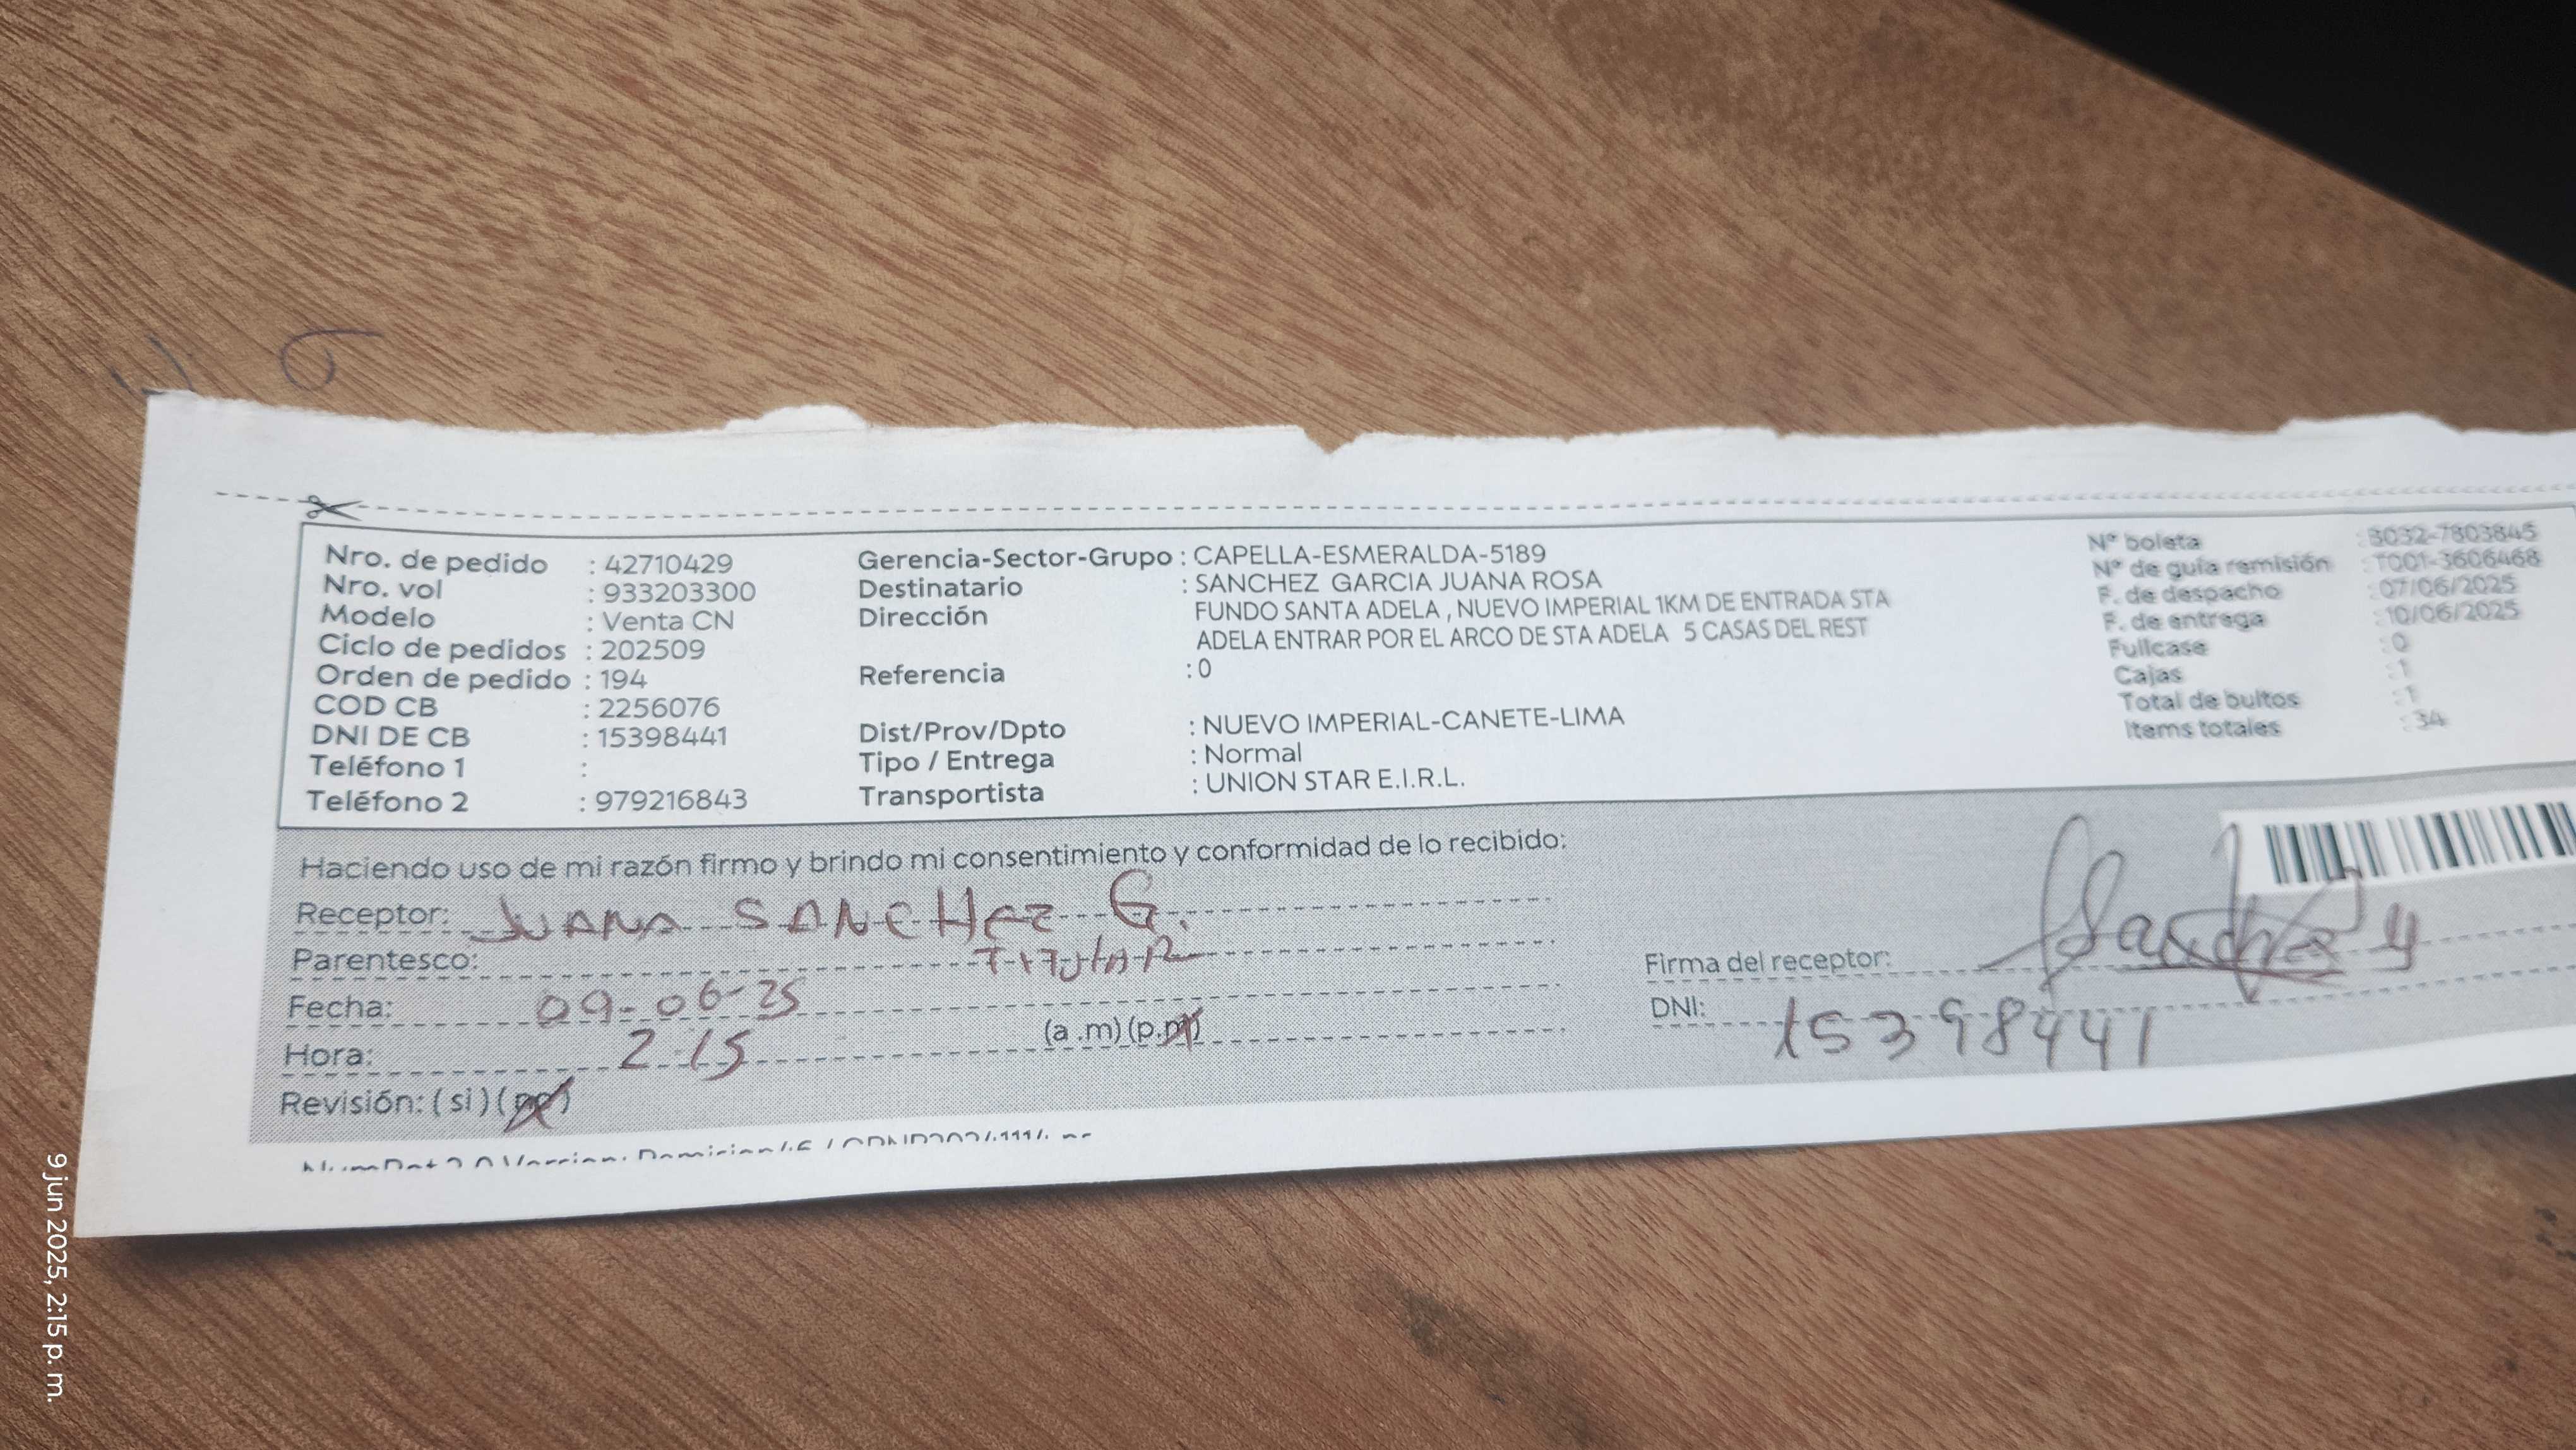 Nro. de pedido : 42710429
Nro. vol : 933203300
Modelo : Venta CN
Ciclo de pedidos : 202509
Orden de pedido : 194
COD CB : 2256076
DNI DE CB : 15398441
Teléfono 1 :
Teléfono 2 : 979216843
Gerencia-Sector-Grupo : CAPELLA-ESMERALDA-5189
Destinatario : SANCHEZ GARCIA JUANA ROSA
Dirección FUNDO SANTA ADELA , NUEVO IMPERIAL 1KM DE ENTRADA STA
ADELA ENTRAR POR EL ARCO DE STA ADELA 5 CASAS DEL REST
Referencia : 0
Dist/Prov/Dpto : NUEVO IMPERIAL-CANETE-LIMA
Tipo / Entrega : Normal
Transportista : UNION STAR E.I.R.L.
N° boleta : B032-7803845
N° de guía remisión : T001-3606468
F. de despacho : 07/06/2025
F. de entrega : 10/06/2025
Fullcase : 0
Cajas : 1
Total de bultos : 1
Items totales : 34
Haciendo uso de mi razón firmo y brindo mi consentimiento y conformidad de lo recibido:
Receptor: JUANA SANCHEZ G.
Parentesco: TITULAR
Fecha: 09-06-25
Hora: 2:15 (a .m) (p.m)
Revisión: ( si ) ( no )
Firma del receptor:
DNI: 15398441
9 jun 2025, 2:15 p. m.